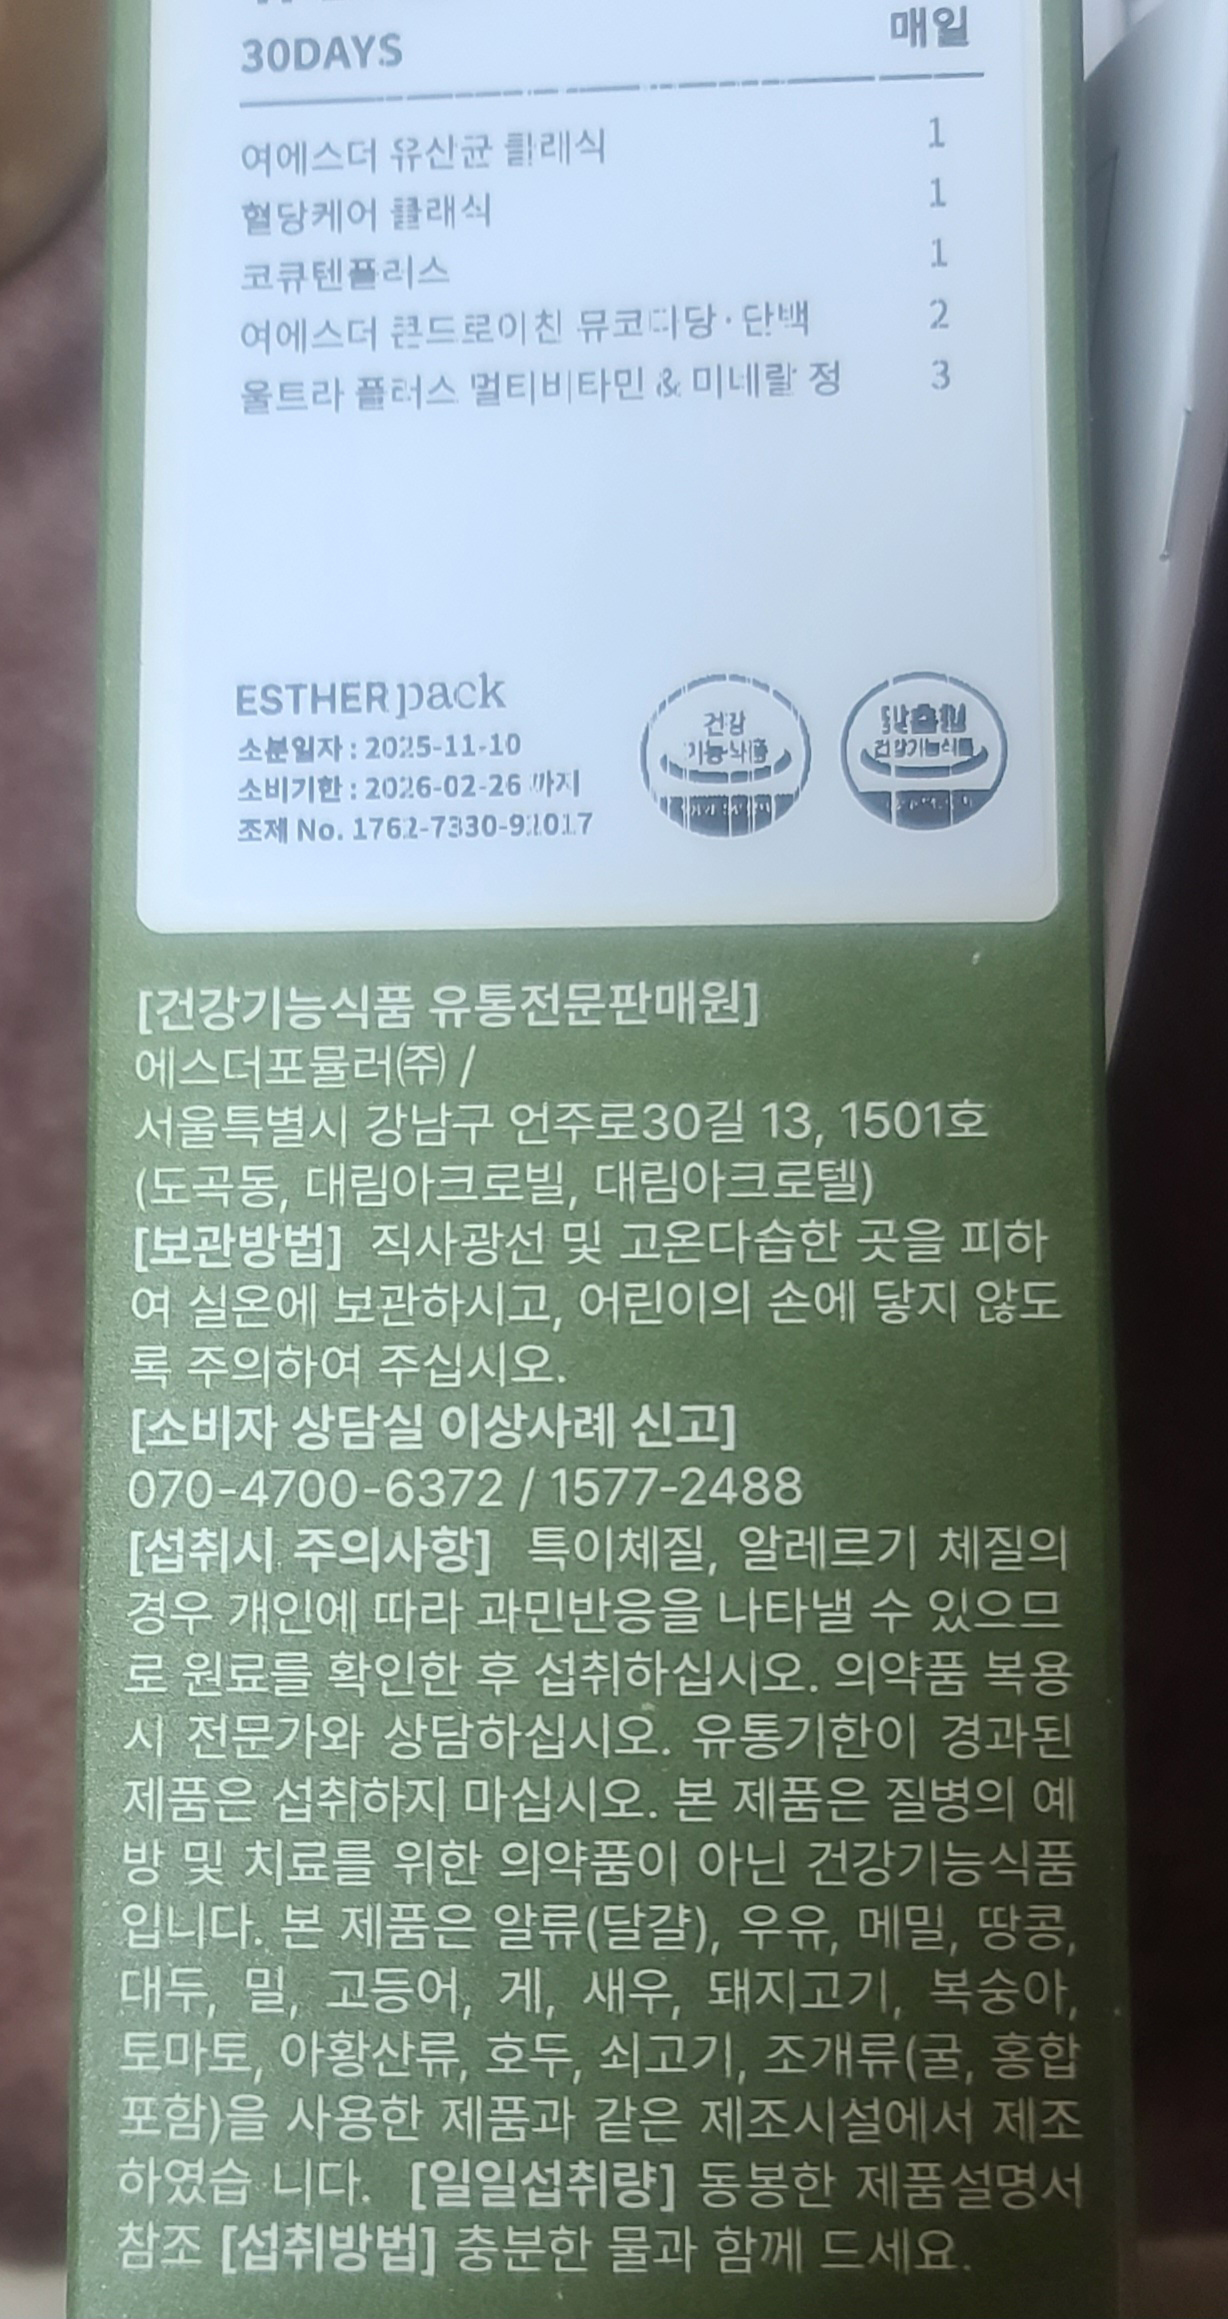 30DAYS
매일
여에스더 유산균 클래식 1
혈당케어 클래식 1
코큐텐플러스 1
여에스더 콘드로이친 뮤코다당·단백 2
울트라 플러스 멀티비타민 & 미네랄 정 3
ESTHER pack
소분일자 : 2025-11-10
소비기한 : 2026-02-26 까지
조제 No. 1762-7330-92017
건강
기능식품
맞춤형
건강기능식품
[건강기능식품 유통전문판매원]
에스더포뮬러㈜ /
서울특별시 강남구 언주로30길 13, 1501호
(도곡동, 대림아크로빌, 대림아크로텔)
[보관방법] 직사광선 및 고온다습한 곳을 피하
여 실온에 보관하시고, 어린이의 손에 닿지 않도
록 주의하여 주십시오.
[소비자 상담실 이상사례 신고]
070-4700-6372 / 1577-2488
[섭취시 주의사항] 특이체질, 알레르기 체질의
경우 개인에 따라 과민반응을 나타낼 수 있으므
로 원료를 확인한 후 섭취하십시오. 의약품 복용
시 전문가와 상담하십시오. 유통기한이 경과된
제품은 섭취하지 마십시오. 본 제품은 질병의 예
방 및 치료를 위한 의약품이 아닌 건강기능식품
입니다. 본 제품은 알류(달걀), 우유, 메밀, 땅콩,
대두, 밀, 고등어, 게, 새우, 돼지고기, 복숭아,
토마토, 아황산류, 호두, 쇠고기, 조개류(굴, 홍합
포함)을 사용한 제품과 같은 제조시설에서 제조
하였습 니다. [일일섭취량] 동봉한 제품설명서
참조 [섭취방법] 충분한 물과 함께 드세요.